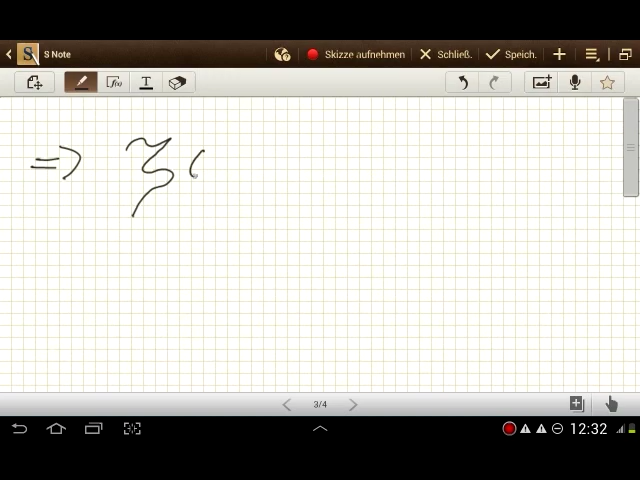 S Note Skizze aufnehmen Schließ. Speich.
f(x) T
=> ξ (
3/4
12:32